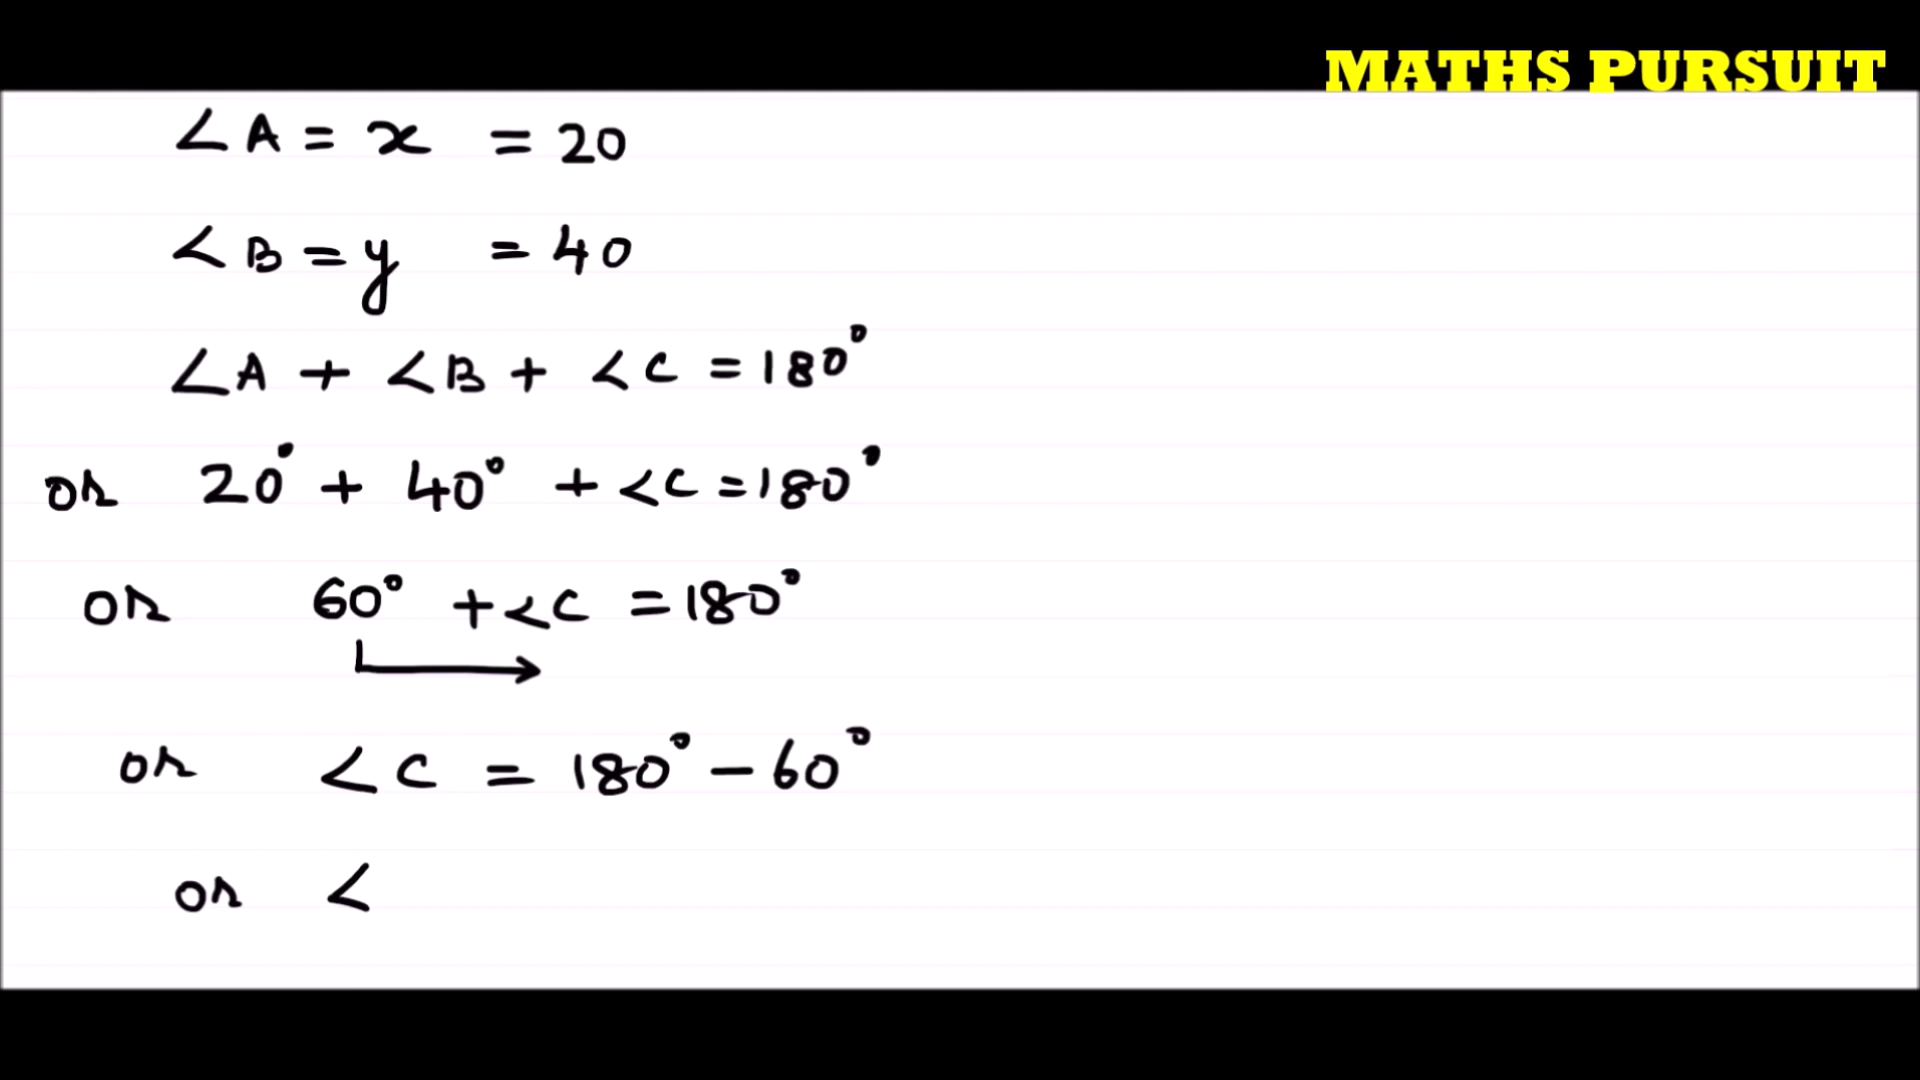 MATHS PURSUIT
∠A = x = 20
∠B = y = 40
∠A + ∠B + ∠C = 180°
or 20° + 40° + ∠C = 180°
or 60° + ∠C = 180°
or ∠C = 180° - 60°
or ∠